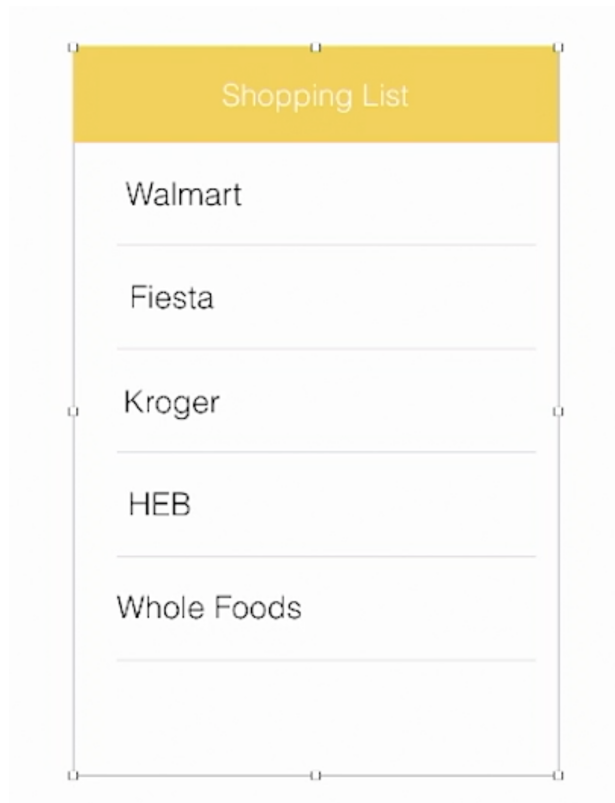 Shopping List
Walmart
Fiesta
Kroger
HEB
Whole Foods